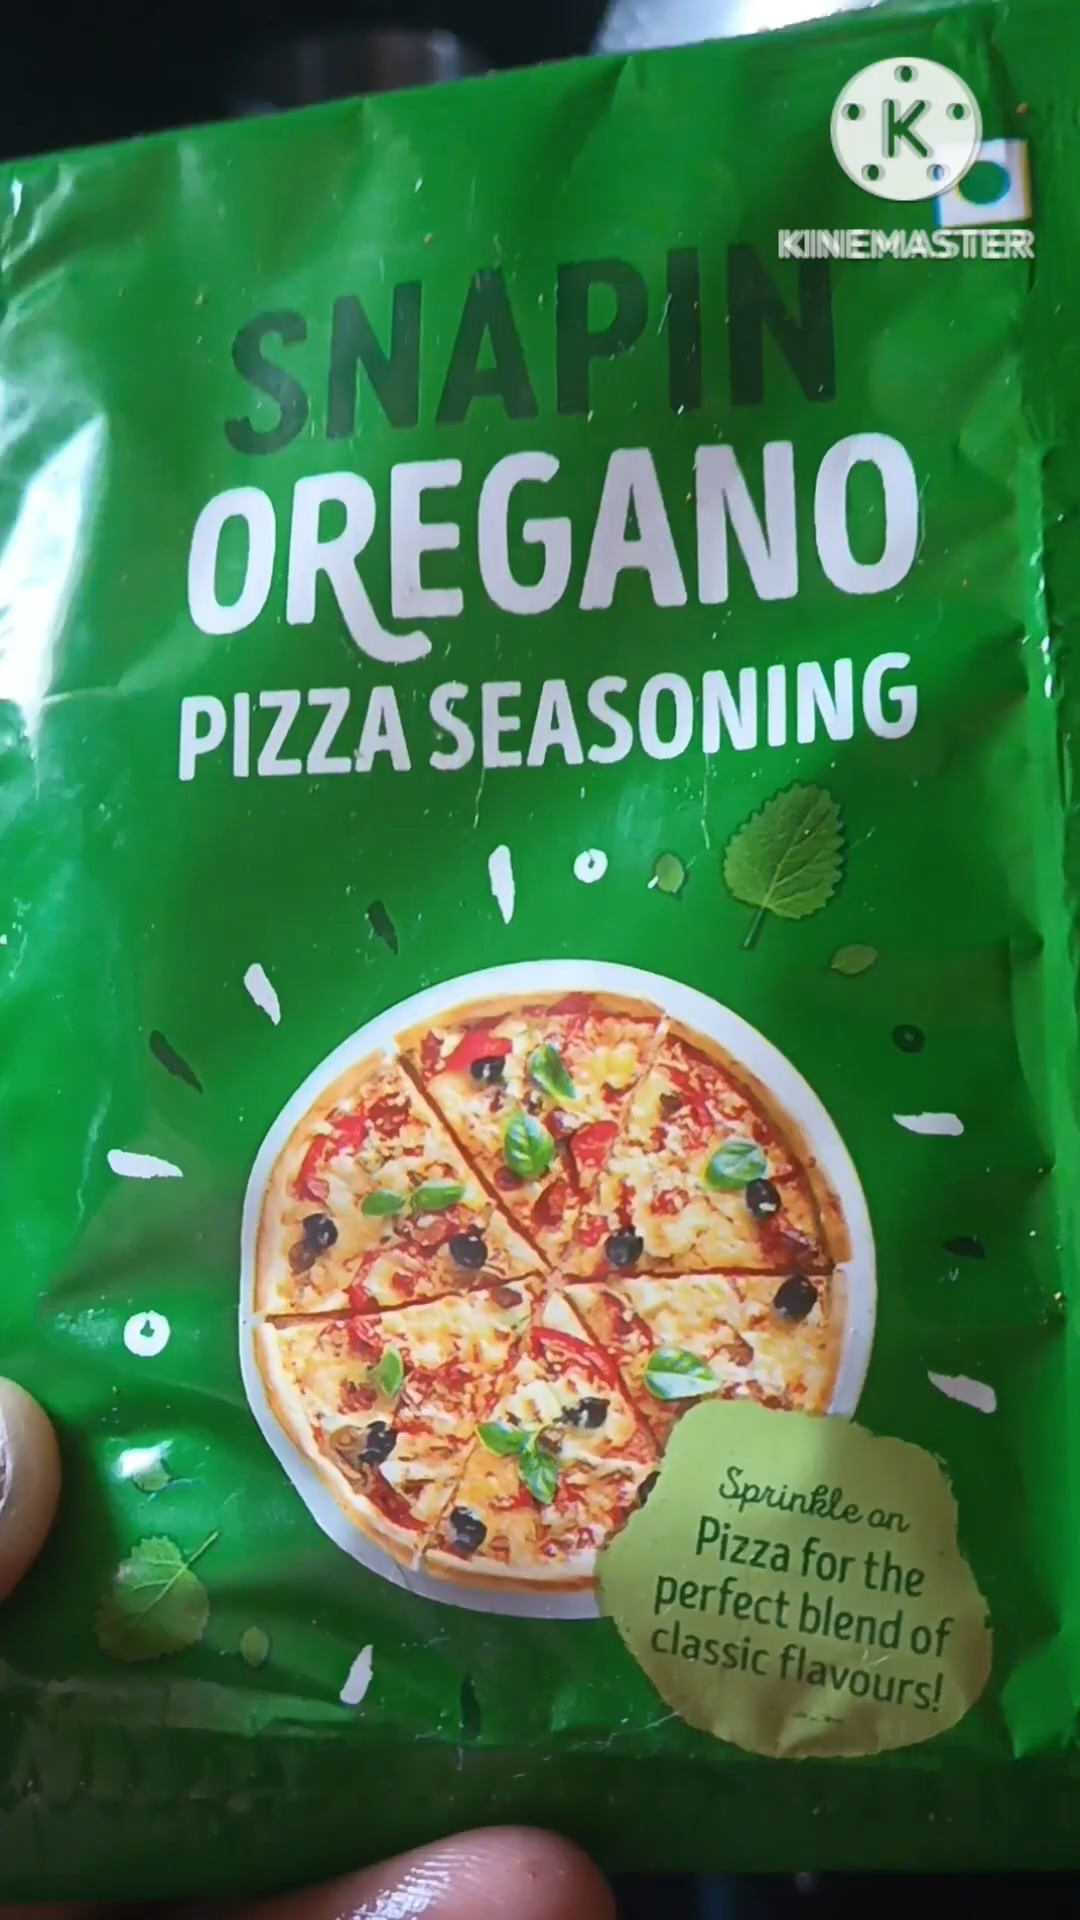 K
KINEMASTER
SNAPIN
OREGANO
PIZZA SEASONING
Sprinkle on
Pizza for the
perfect blend of
classic flavours!